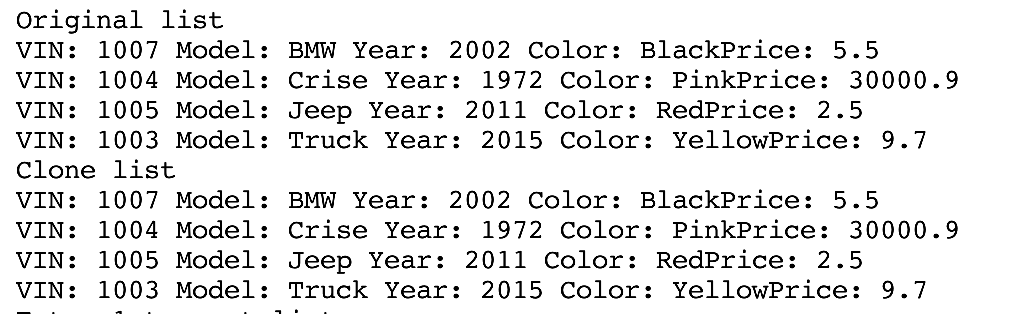 Original list
VIN: 1007 Model: BMW Year: 2002 Color: BlackPrice: 5.5
VIN: 1004 Model: Crise Year: 1972 Color: PinkPrice: 30000.9
VIN: 1005 Model: Jeep Year: 2011 Color: RedPrice: 2.5
VIN: 1003 Model: Truck Year: 2015 Color: YellowPrice: 9.7
Clone list
VIN: 1007 Model: BMW Year: 2002 Color: BlackPrice: 5.5
VIN: 1004 Model: Crise Year: 1972 Color: PinkPrice: 30000.9
VIN: 1005 Model: Jeep Year: 2011 Color: RedPrice: 2.5
VIN: 1003 Model: Truck Year: 2015 Color: YellowPrice: 9.7